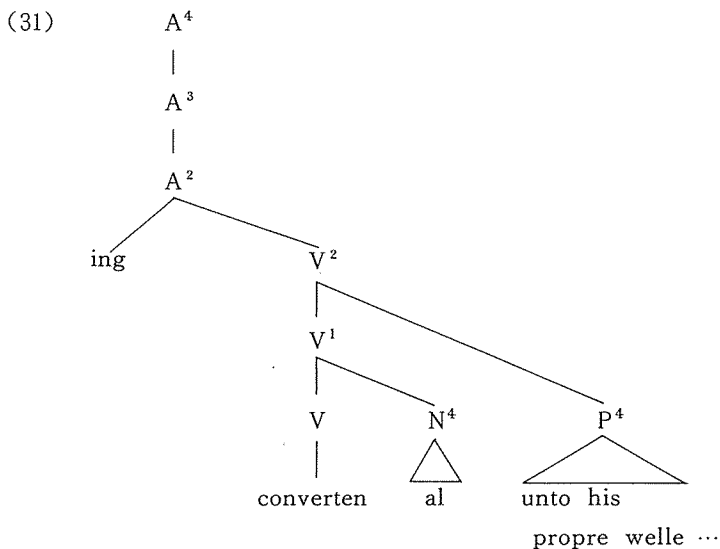 (31) A⁴
A³
A²
ing V²
V¹
V N⁴ P⁴
converten al unto his
propre welle …